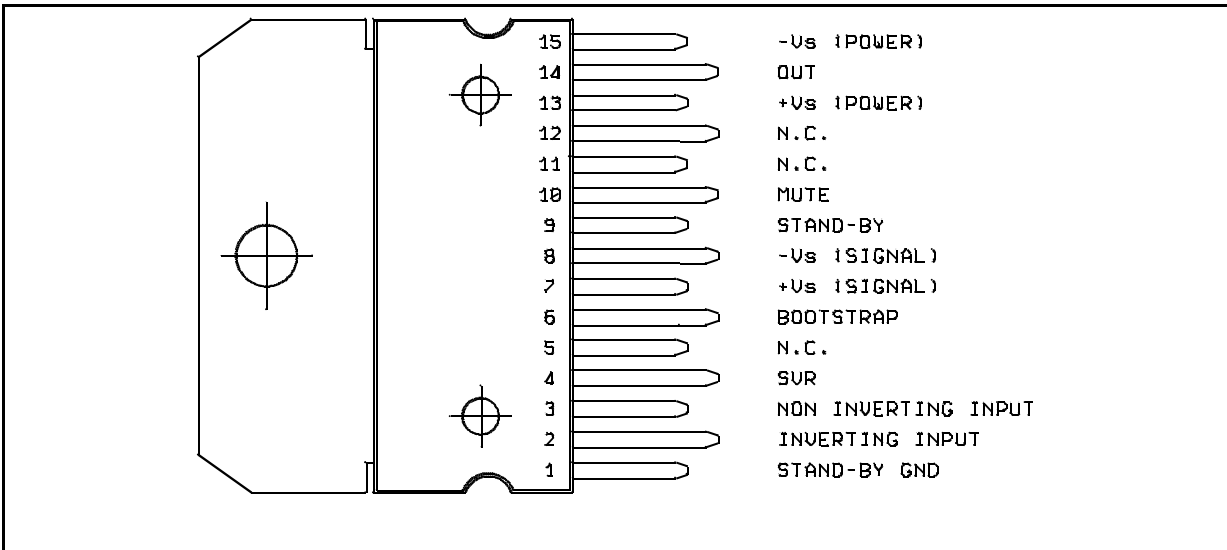 15 -Vs (POWER)
14 OUT
13 +Vs (POWER)
12 N.C.
11 N.C.
10 MUTE
9 STAND-BY
8 -Vs (SIGNAL)
7 +Vs (SIGNAL)
6 BOOTSTRAP
5 N.C.
4 SVR
3 NON INVERTING INPUT
2 INVERTING INPUT
1 STAND-BY GND